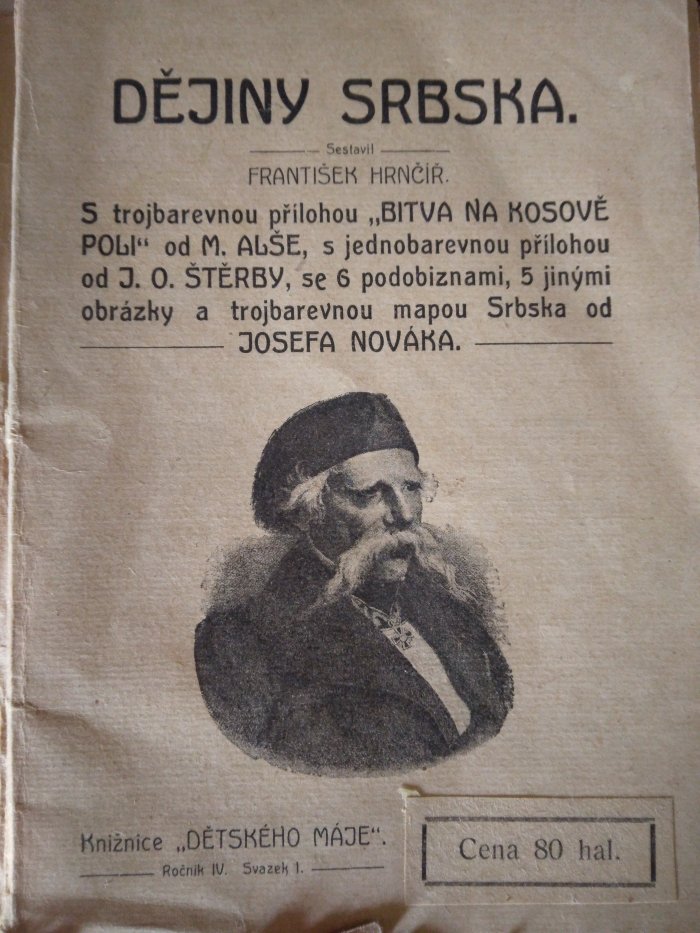 DĚJINY SRBSKA.
Sestavil
FRANTIŠEK HRNČÍŘ.
S trojbarevnou přílohou „BITVA NA KOSOVĚ
POLI“ od M. ALŠE, s jednobarevnou přílohou
od J. O. ŠTĚRBY, se 6 podobiznami, 5 jinými
obrázky a trojbarevnou mapou Srbska od
JOSEFA NOVÁKA.
Knižnice „DĚTSKÉHO MÁJE“.
Ročník IV. Svazek I.
Cena 80 hal.